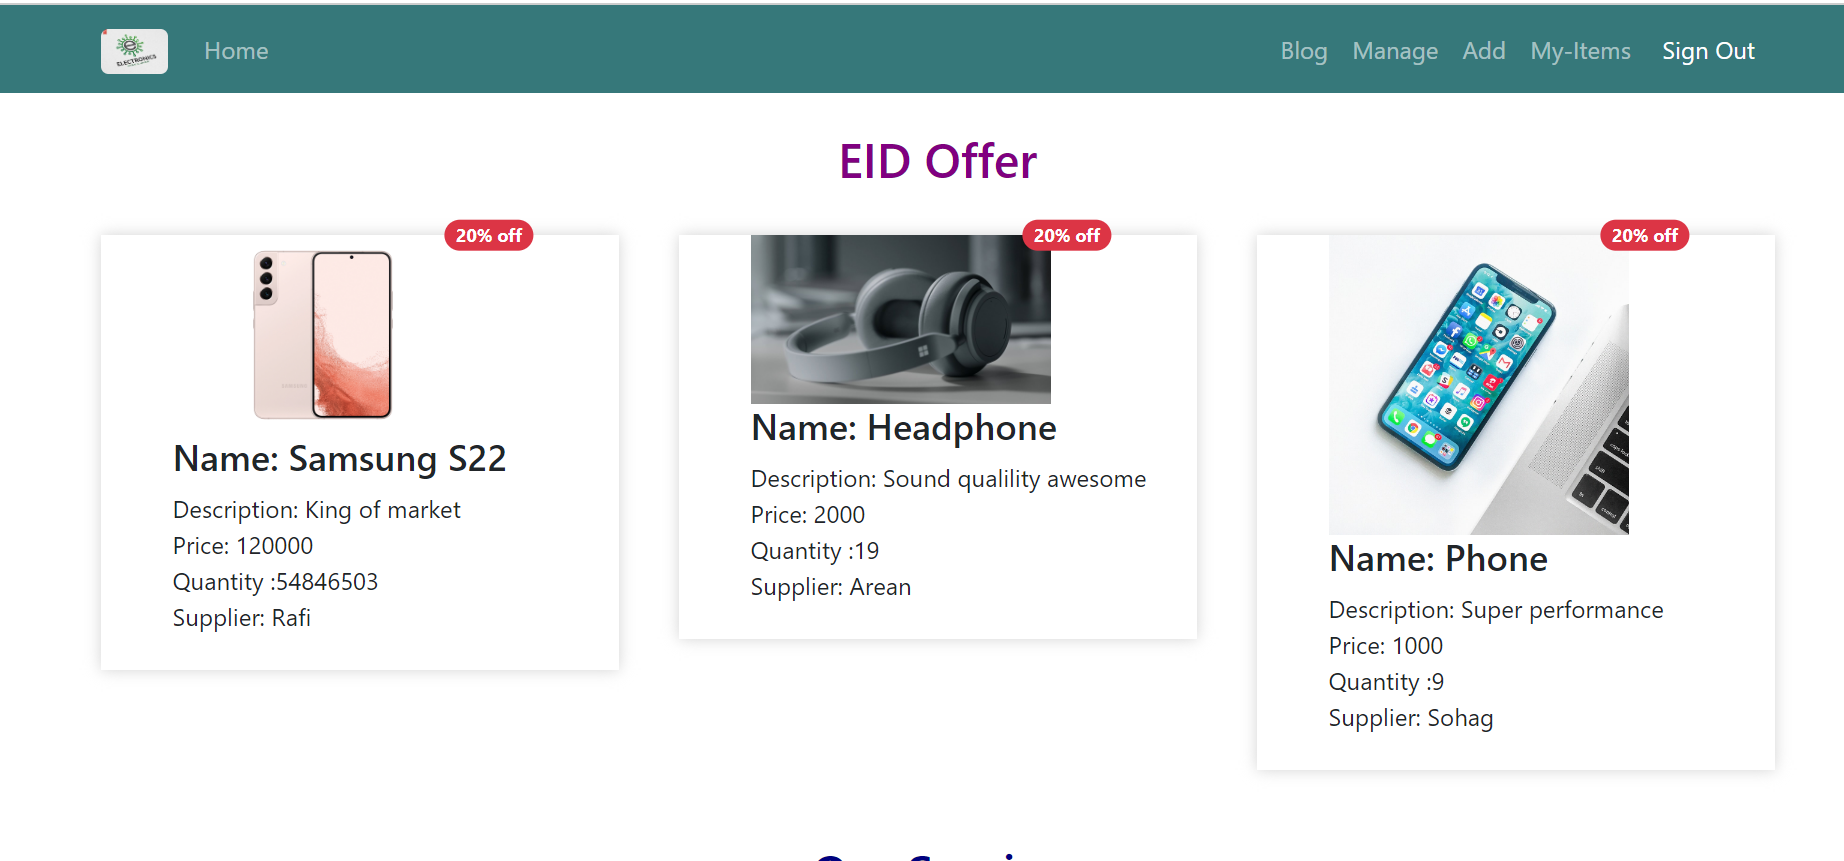 ELECTRONICS
Home
Blog
Manage
Add
My-Items
Sign Out
EID Offer
20% off
Name: Samsung S22
Description: King of market
Price: 120000
Quantity :54846503
Supplier: Rafi
20% off
Name: Headphone
Description: Sound qualility awesome
Price: 2000
Quantity :19
Supplier: Arean
20% off
Name: Phone
Description: Super performance
Price: 1000
Quantity :9
Supplier: Sohag